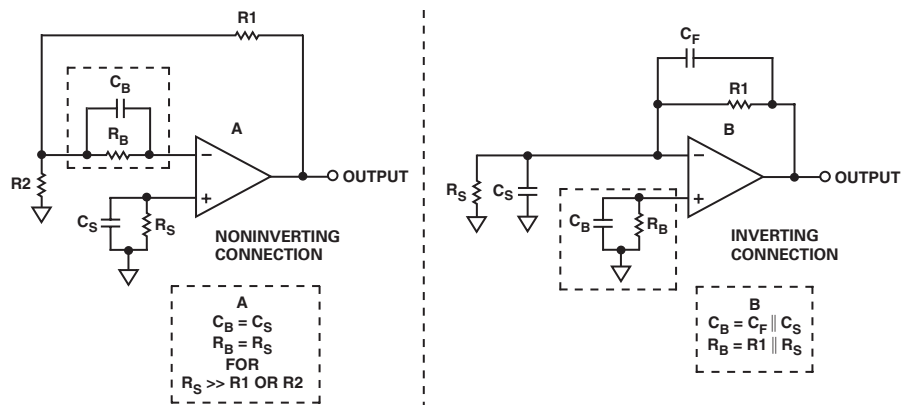 R1
C_B
R_B
A
−
+
R2
OUTPUT
C_S
R_S
NONINVERTING
CONNECTION
A
C_B = C_S
R_B = R_S
FOR
R_S >> R1 OR R2
C_F
R1
B
−
+
OUTPUT
R_S
C_S
C_B
R_B
INVERTING
CONNECTION
B
C_B = C_F || C_S
R_B = R1 || R_S